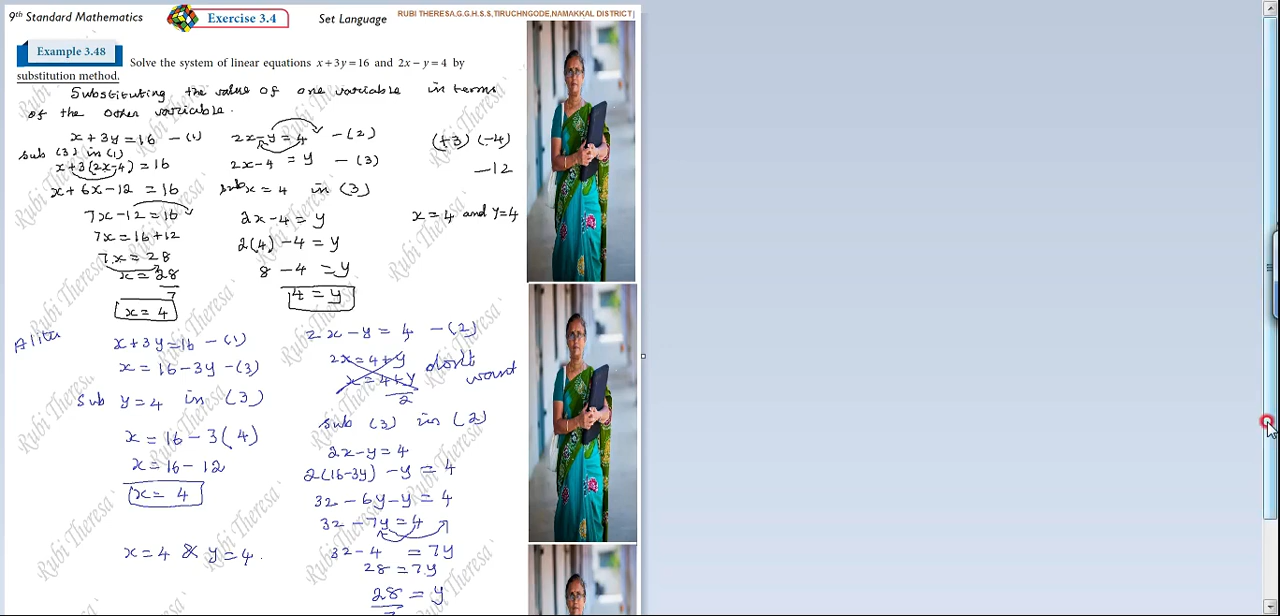 9th Standard Mathematics
Exercise 3.4
Set Language
RUBI THERESA,G.G.H.S.S,TIRUCHNGODE,NAMAKKAL DISTRICT
Example 3.48
Solve the system of linear equations x + 3y = 16 and 2x − y = 4 by
substitution method.
Substituting the value of one variable in terms
of the other variable.
x + 3y = 16 – (1)
sub (3) in (1)
x + 3(2x-4) = 16
x + 6x - 12 = 16
7x - 12 = 16
7x = 16 + 12
7x = 28
x = 28
7
x = 4
2x - y = 4 – (2)
2x - 4 = y – (3)
sub x = 4 in (3)
2x - 4 = y
2(4) - 4 = y
8 - 4 = y
4 = y
(+3) (-4)
-12
x = 4 and y = 4
x + 3y = 16 – (1)
x = 16 - 3y – (3)
sub y = 4 in (3)
x = 16 - 3(4)
x = 16 - 12
x = 4
x = 4 & y = 4.
2x - y = 4 – (2)
2x = 4 + y
x = 4 + y
2
don't
want
sub (3) in (2)
2x - y = 4
2(16-3y) - y = 4
32 - 6y - y = 4
32 - 7y = 4
32 - 4 = 7y
28 = 7y
28 = y
Rubi Theresa